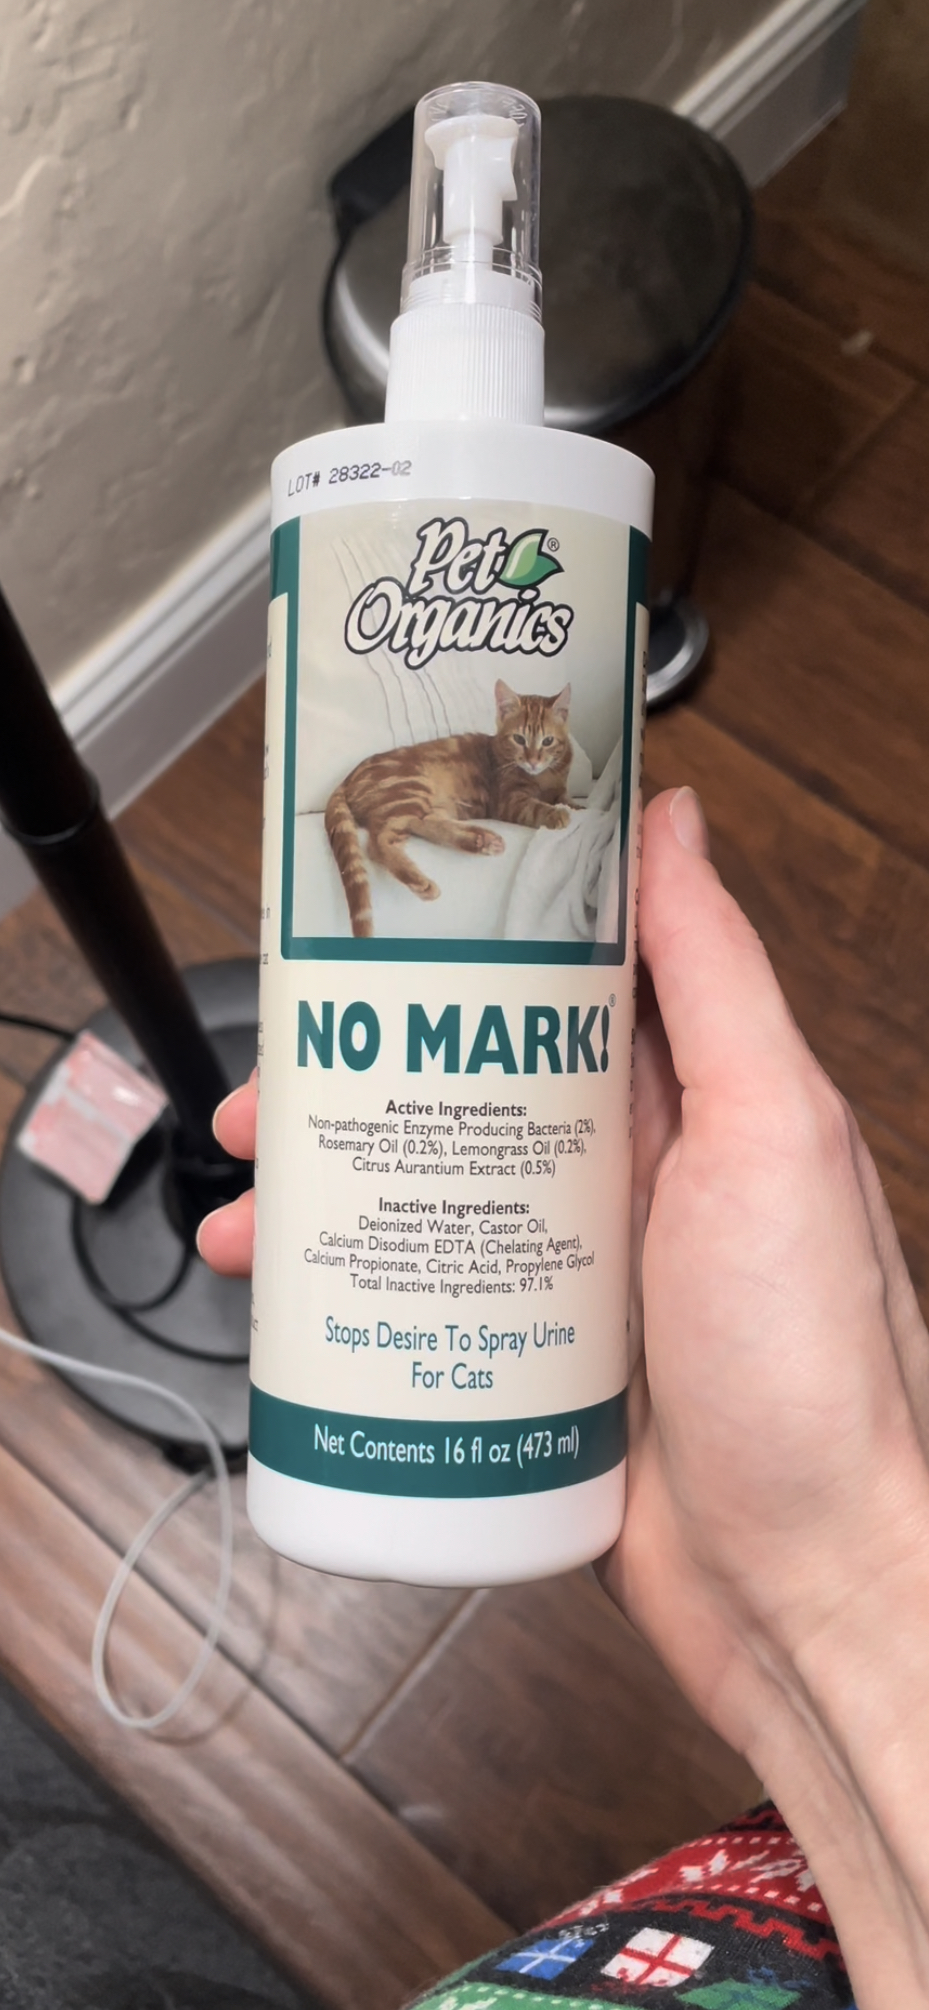 LOT# 28322-02
Pet ®
Organics
NO MARK!®
Active Ingredients:
Non-pathogenic Enzyme Producing Bacteria (2%),
Rosemary Oil (0.2%), Lemongrass Oil (0.2%),
Citrus Aurantium Extract (0.5%)
Inactive Ingredients:
Deionized Water, Castor Oil,
Calcium Disodium EDTA (Chelating Agent),
Calcium Propionate, Citric Acid, Propylene Glycol
Total Inactive Ingredients: 97.1%
Stops Desire To Spray Urine
For Cats
Net Contents 16 fl oz (473 ml)